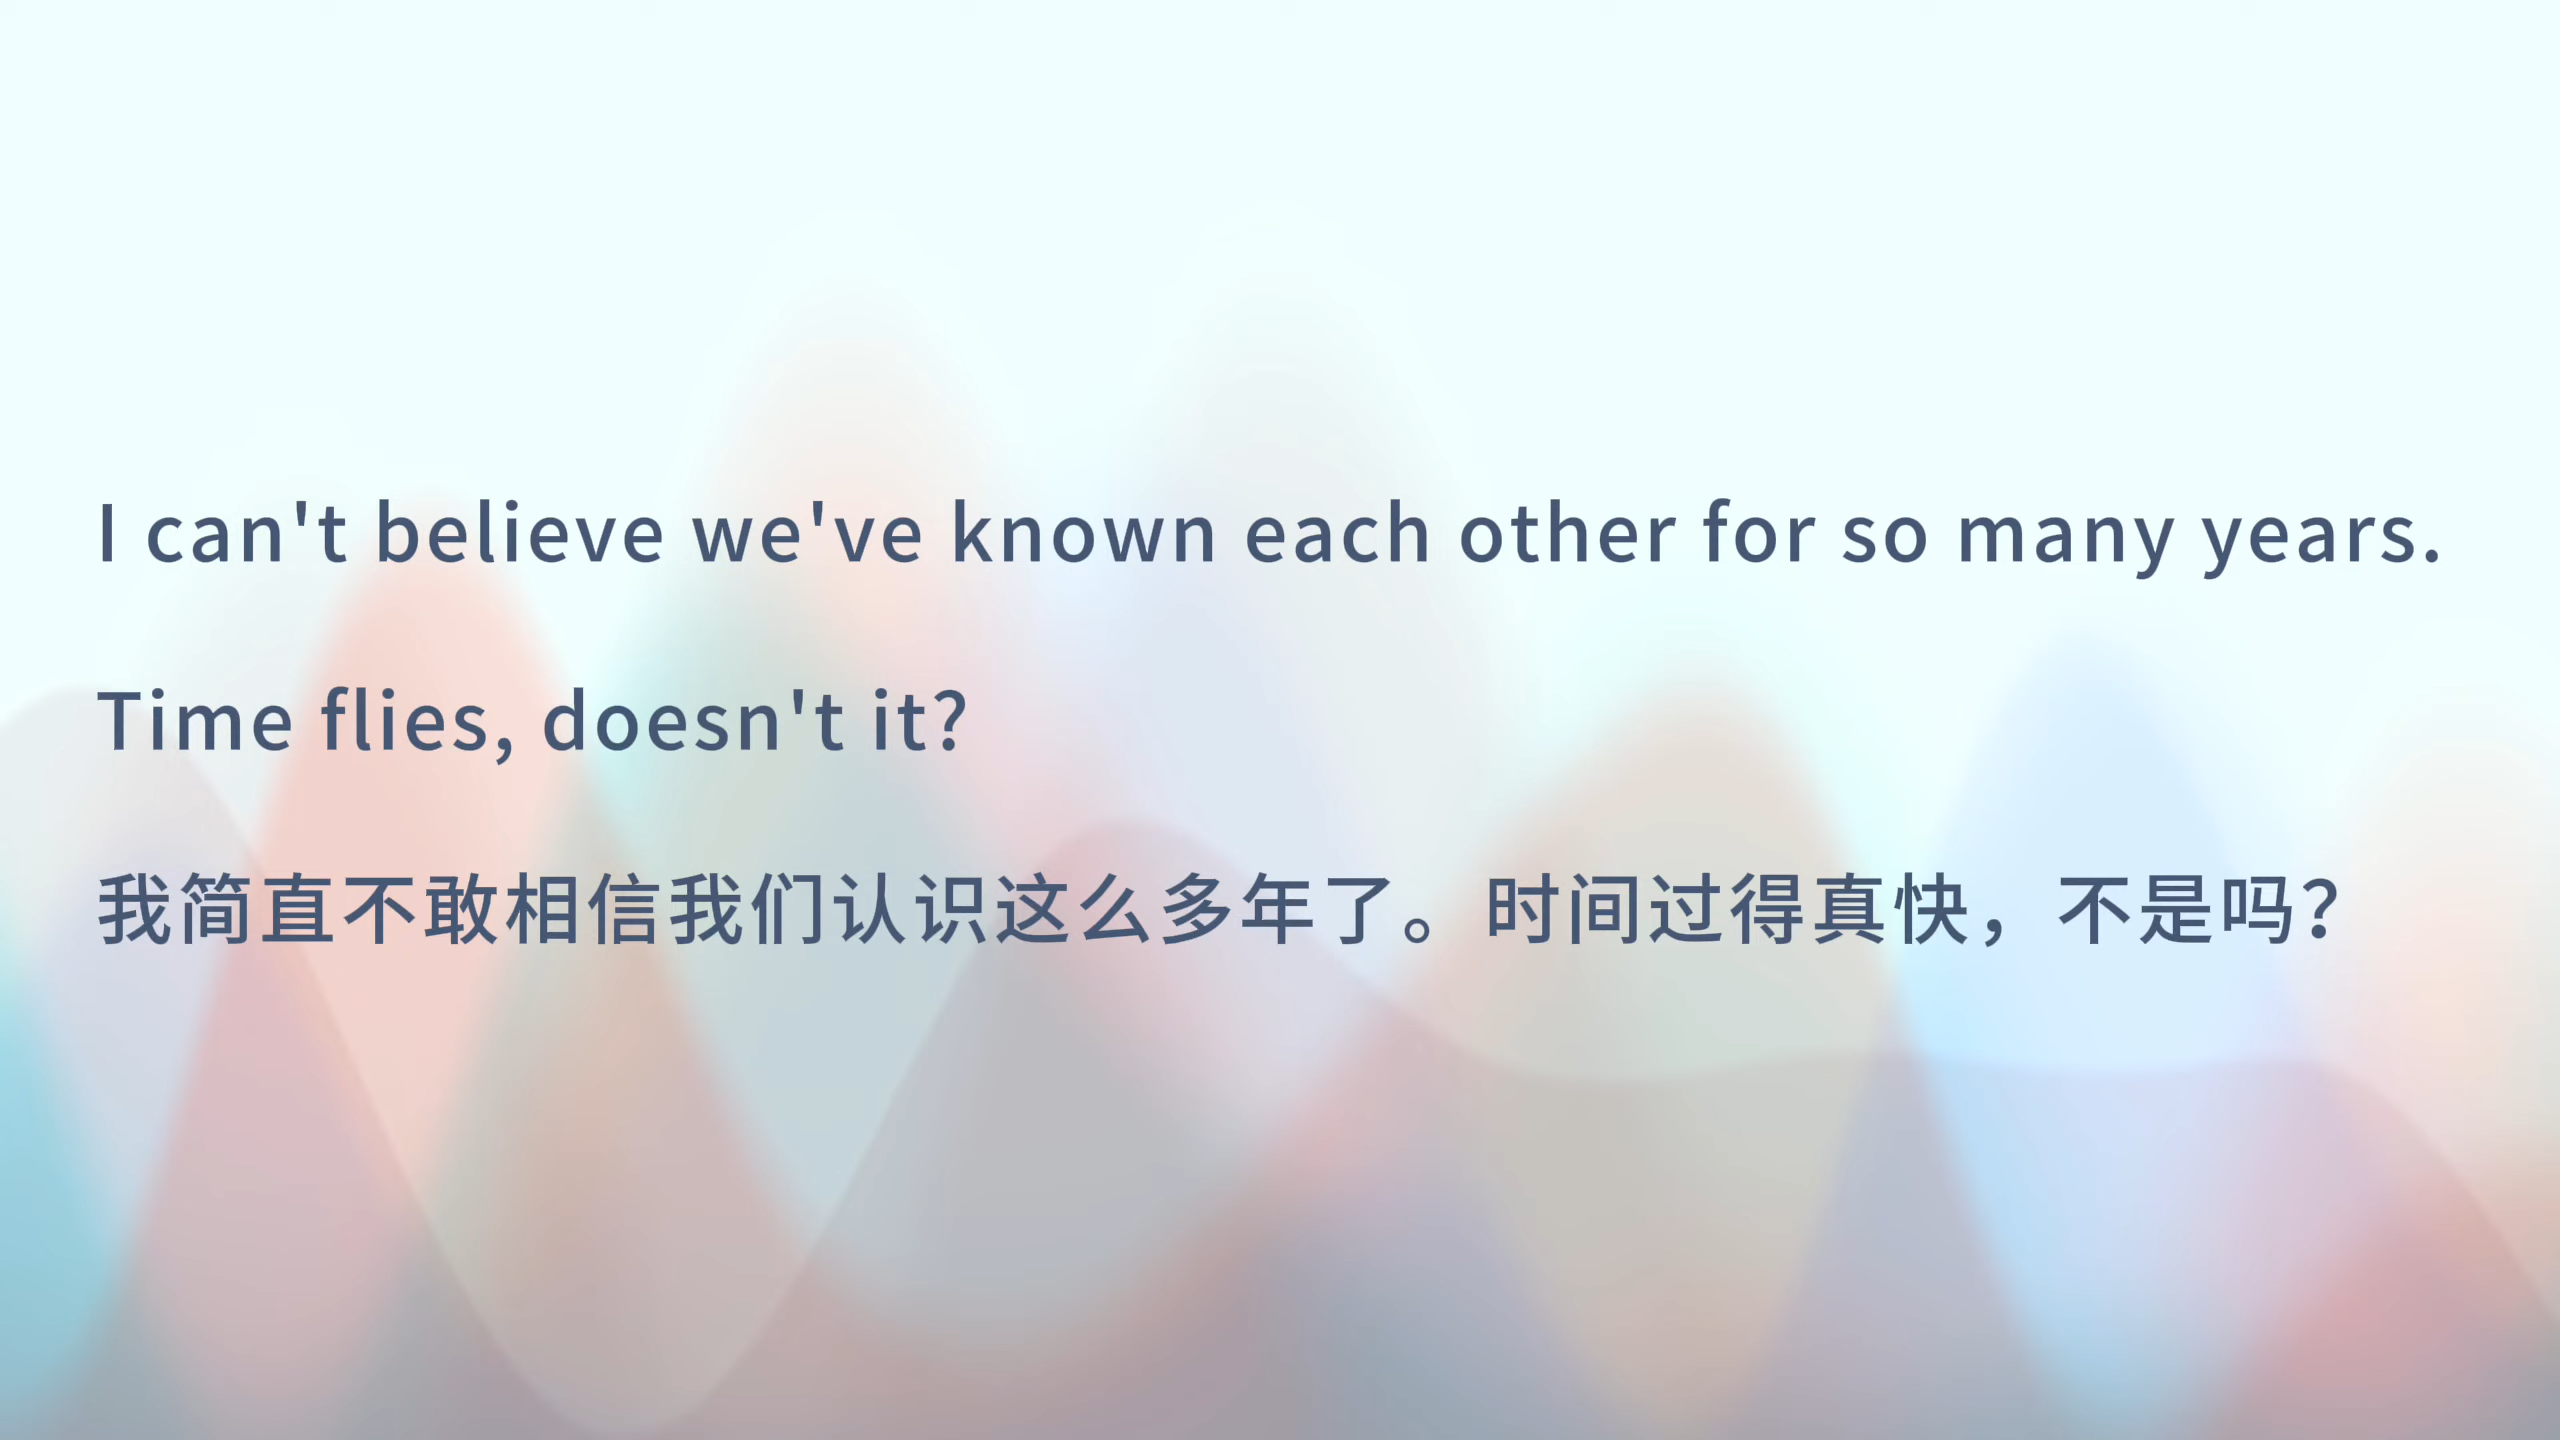 I can't believe we've known each other for so many years.
Time flies, doesn't it?
我简直不敢相信我们认识这么多年了。时间过得真快，不是吗？